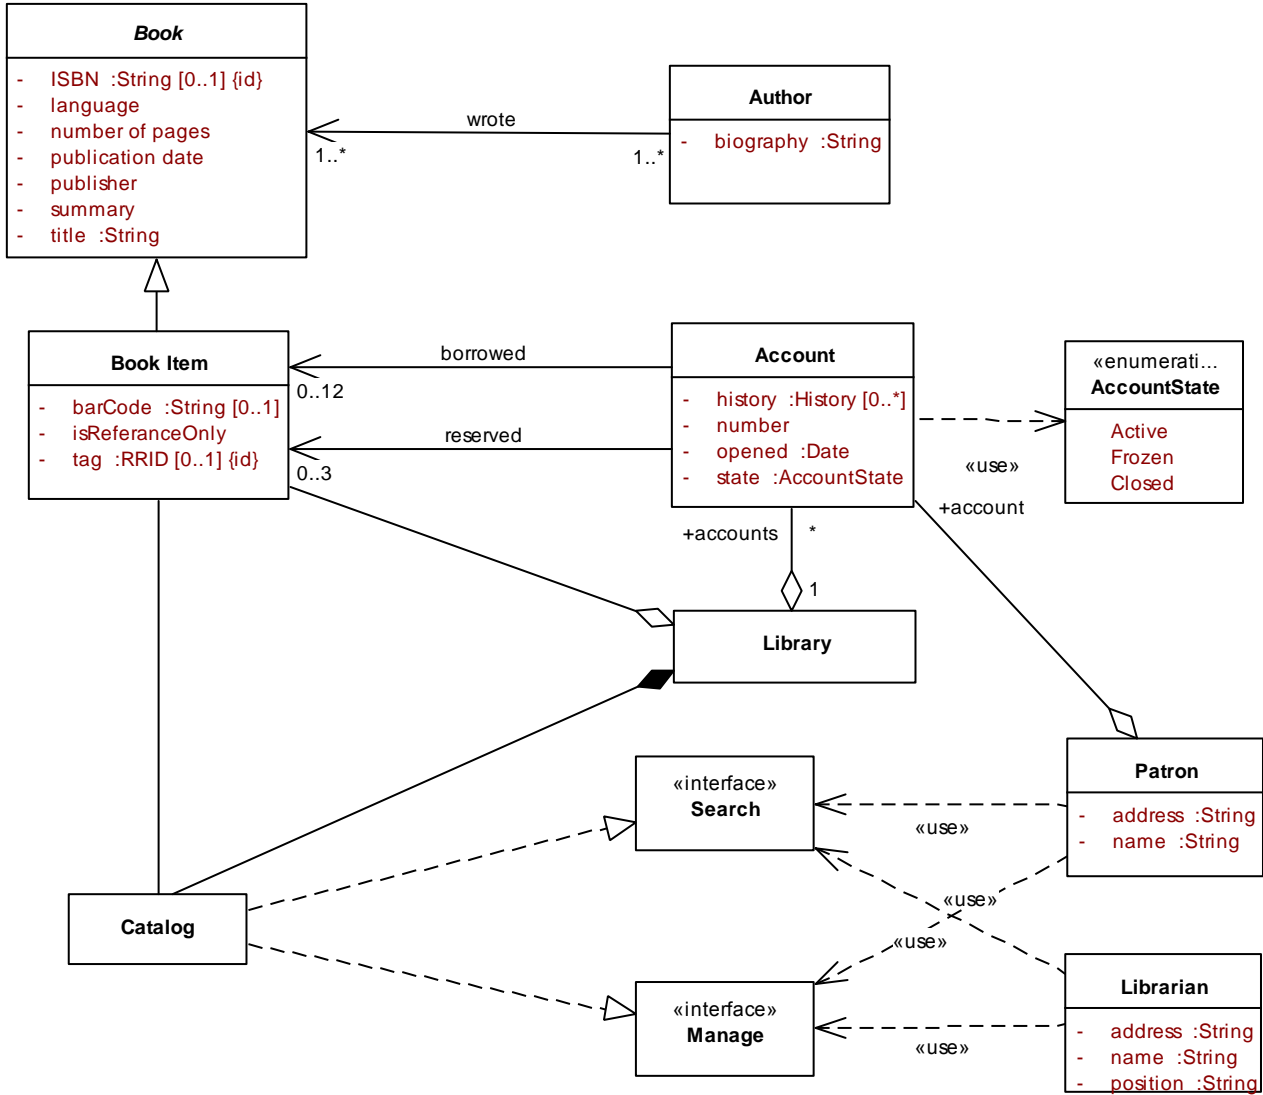 Book
- ISBN :String [0..1] {id}
- language
- number of pages
- publication date
- publisher
- summary
- title :String
wrote
1..*
1..*
Author
- biography :String
Book Item
- barCode :String [0..1]
- isReferanceOnly
- tag :RRID [0..1] {id}
borrowed
0..12
reserved
0..3
Account
- history :History [0..*]
- number
- opened :Date
- state :AccountState
«enumerati...
AccountState
Active
Frozen
Closed
«use»
+account
+accounts
*
1
Library
«interface»
Search
Patron
- address :String
- name :String
«use»
«use»
«use»
Catalog
«interface»
Manage
«use»
Librarian
- address :String
- name :String
- position :String